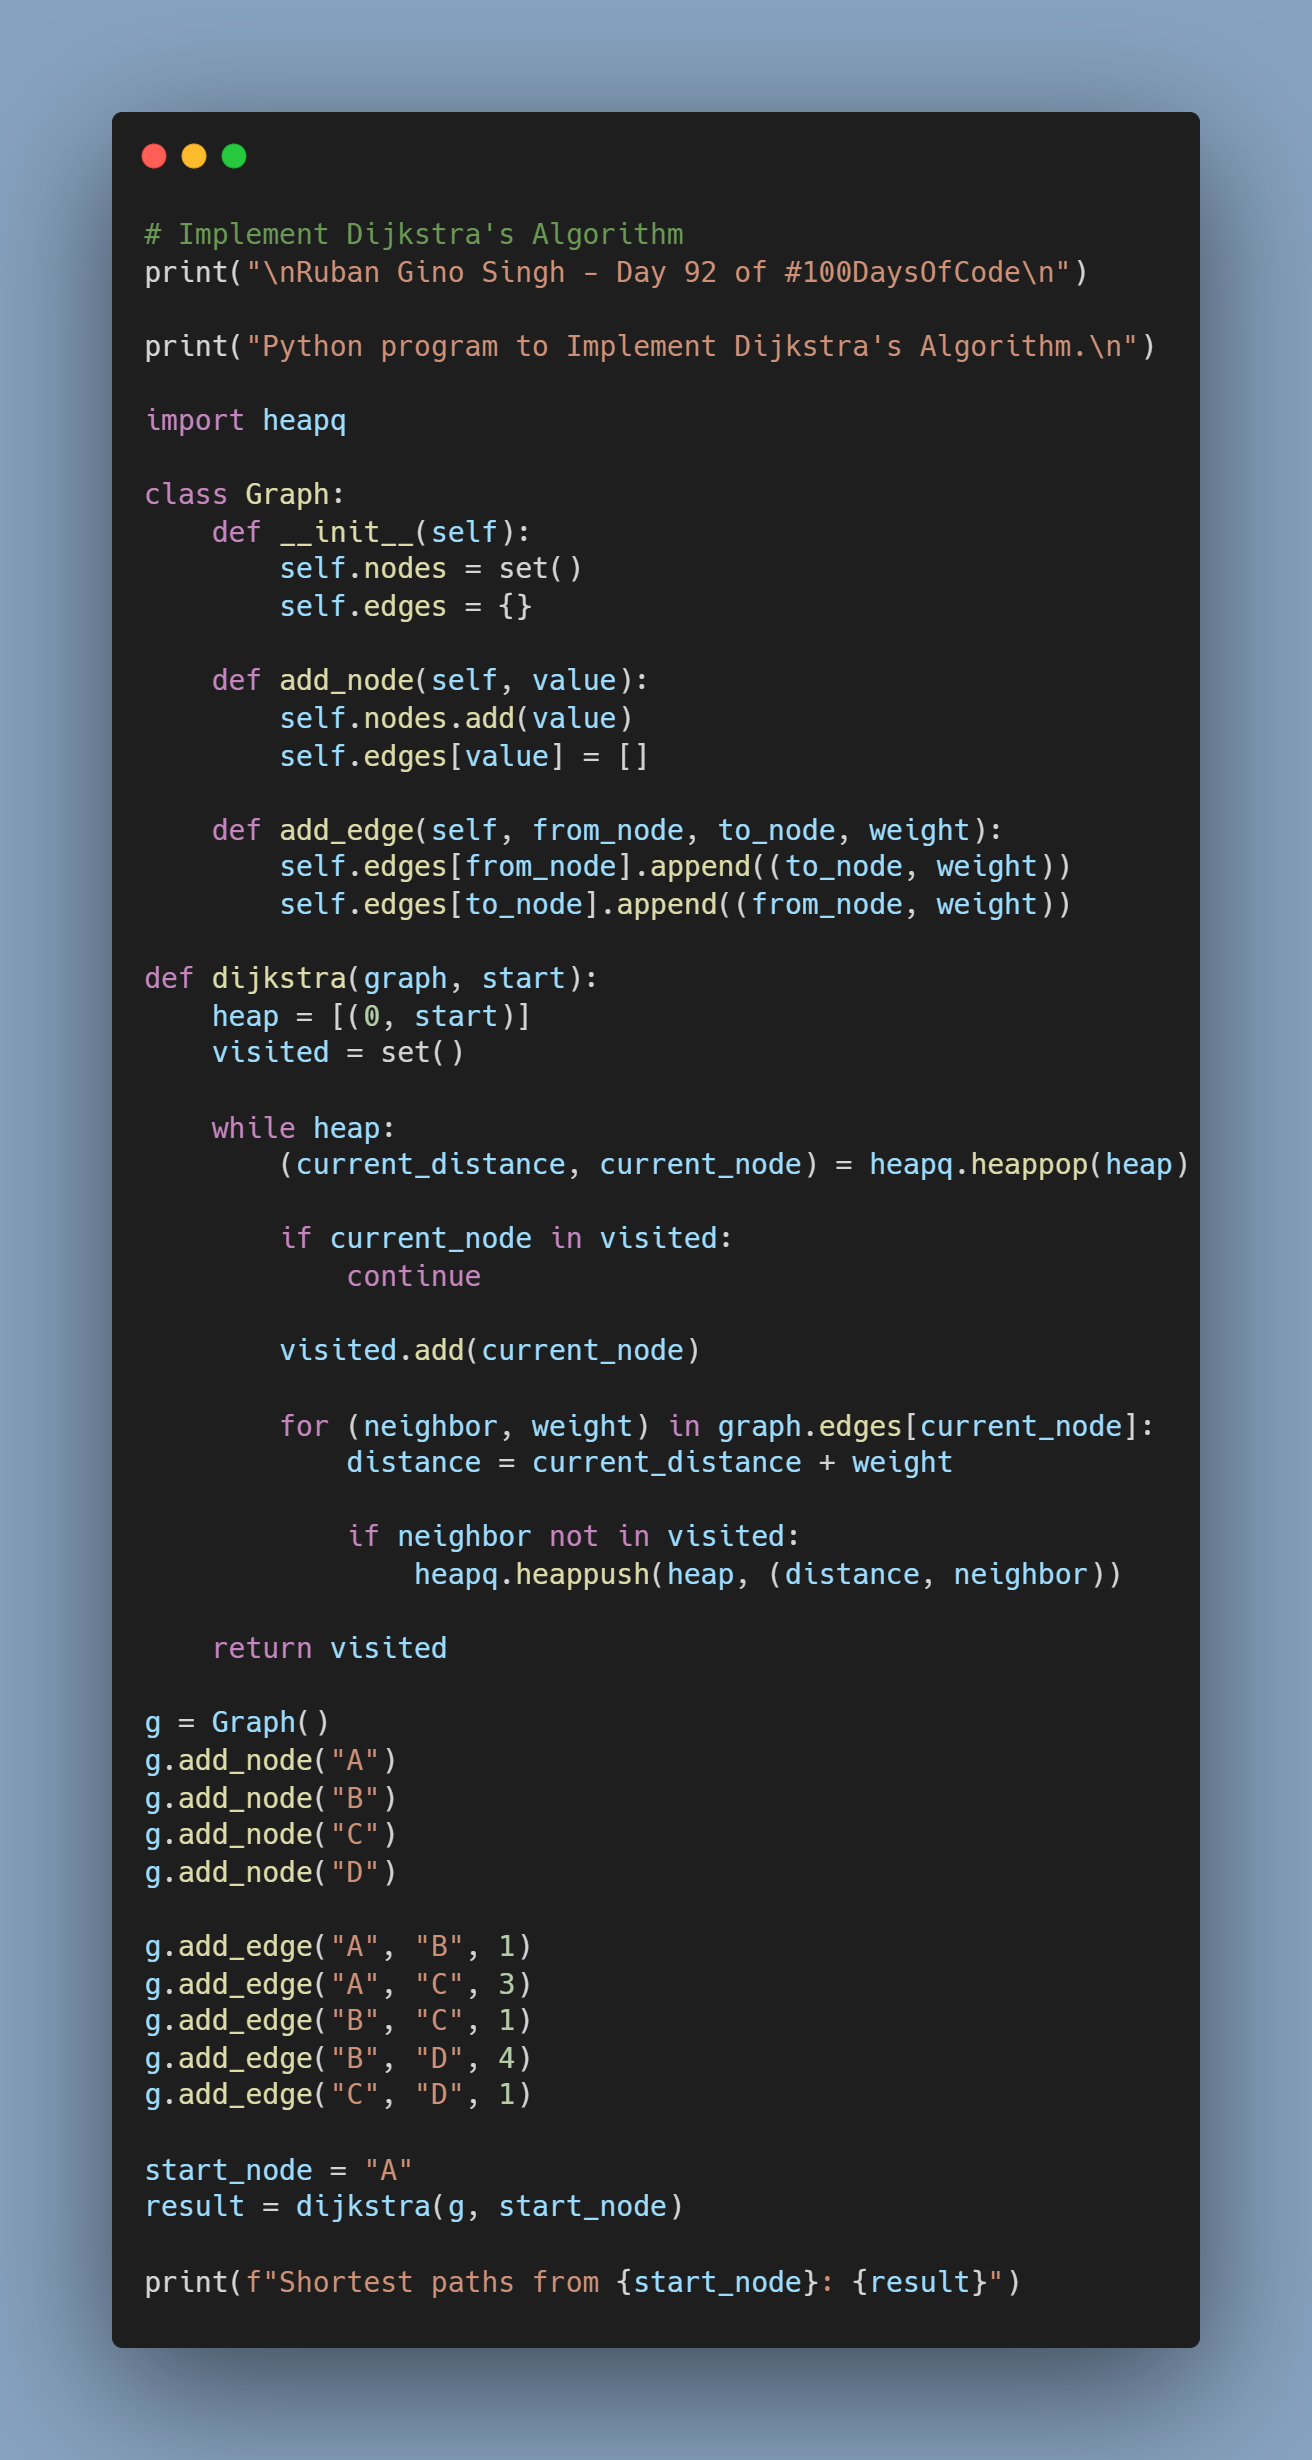 # Implement Dijkstra's Algorithm
print("\nRuban Gino Singh - Day 92 of #100DaysOfCode\n")

print("Python program to Implement Dijkstra's Algorithm.\n")

import heapq

class Graph:
    def __init__(self):
        self.nodes = set()
        self.edges = {}

    def add_node(self, value):
        self.nodes.add(value)
        self.edges[value] = []

    def add_edge(self, from_node, to_node, weight):
        self.edges[from_node].append((to_node, weight))
        self.edges[to_node].append((from_node, weight))

def dijkstra(graph, start):
    heap = [(0, start)]
    visited = set()

    while heap:
        (current_distance, current_node) = heapq.heappop(heap)

        if current_node in visited:
            continue

        visited.add(current_node)

        for (neighbor, weight) in graph.edges[current_node]:
            distance = current_distance + weight

            if neighbor not in visited:
                heapq.heappush(heap, (distance, neighbor))

    return visited

g = Graph()
g.add_node("A")
g.add_node("B")
g.add_node("C")
g.add_node("D")

g.add_edge("A", "B", 1)
g.add_edge("A", "C", 3)
g.add_edge("B", "C", 1)
g.add_edge("B", "D", 4)
g.add_edge("C", "D", 1)

start_node = "A"
result = dijkstra(g, start_node)

print(f"Shortest paths from {start_node}: {result}")